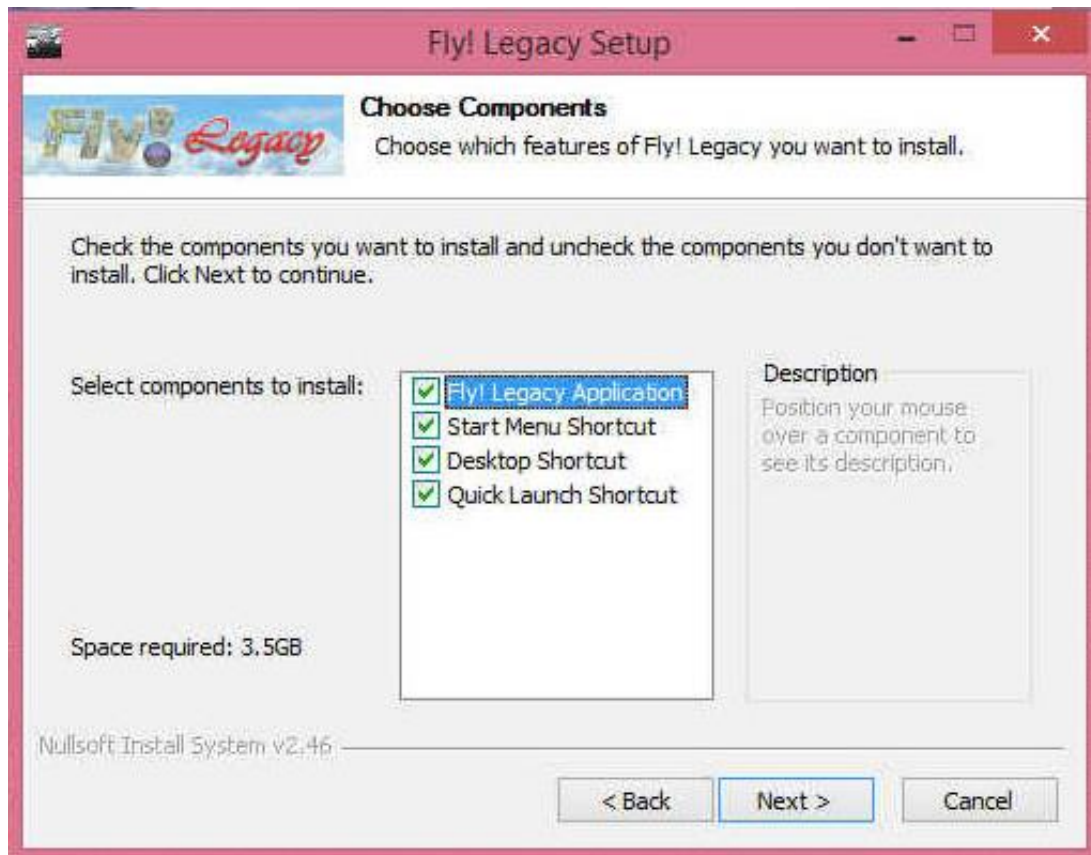 Fly! Legacy Setup
Fly! Legacy
Choose Components
Choose which features of Fly! Legacy you want to install.
Check the components you want to install and uncheck the components you don't want to
install. Click Next to continue.
Select components to install:
Fly! Legacy Application
Start Menu Shortcut
Desktop Shortcut
Quick Launch Shortcut
Description
Position your mouse
over a component to
see its description.
Space required: 3.5GB
Nullsoft Install System v2.46
< Back
Next >
Cancel